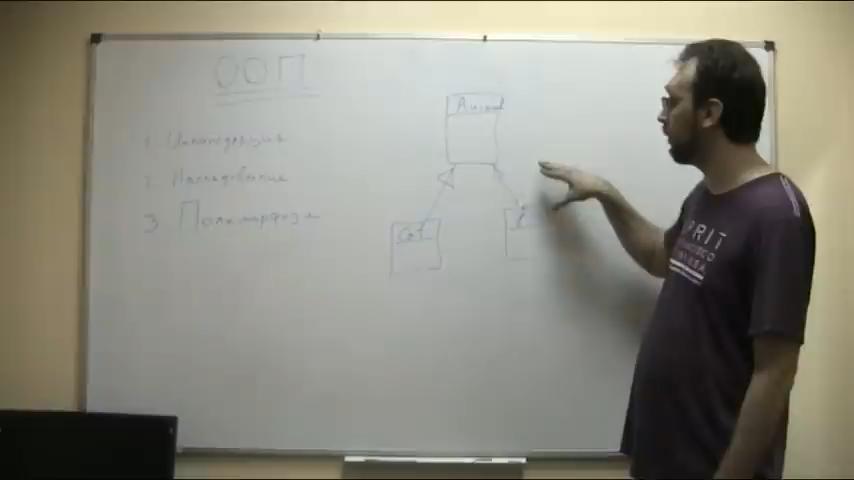 ООП
1. Инкапсуляция
2. Наследование
3 Полиморфизм
Animal
Cat